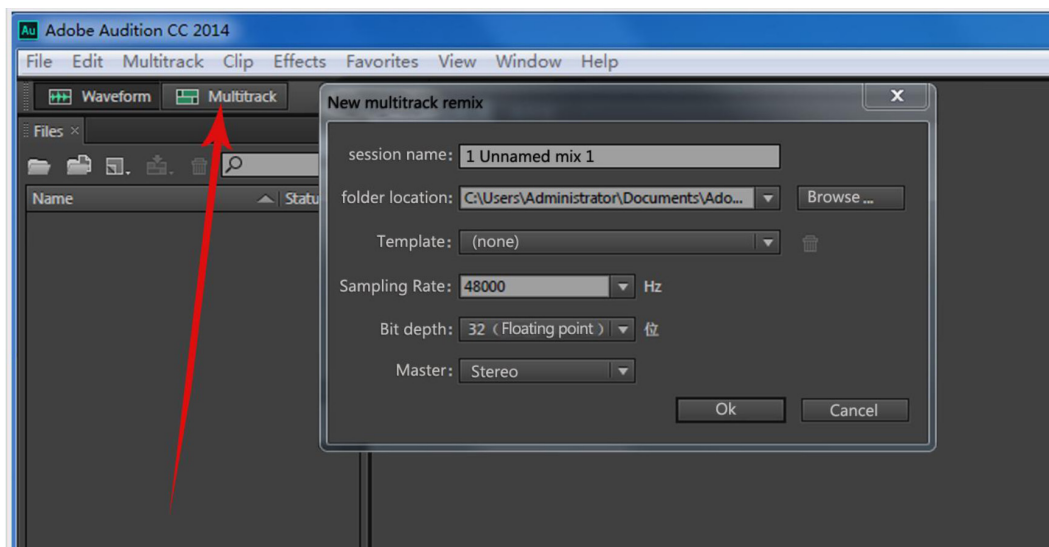 Au Adobe Audition CC 2014
File Edit Multitrack Clip Effects Favorites View Window Help
Waveform Multitrack
New multitrack remix
X
Files ×
Name
session name: 1 Unnamed mix 1
folder location: C:\Users\Administrator\Documents\Ado... Browse...
Template: (none)
Sampling Rate: 48000 Hz
Bit depth: 32 (Floating point) 位
Master: Stereo
Ok Cancel